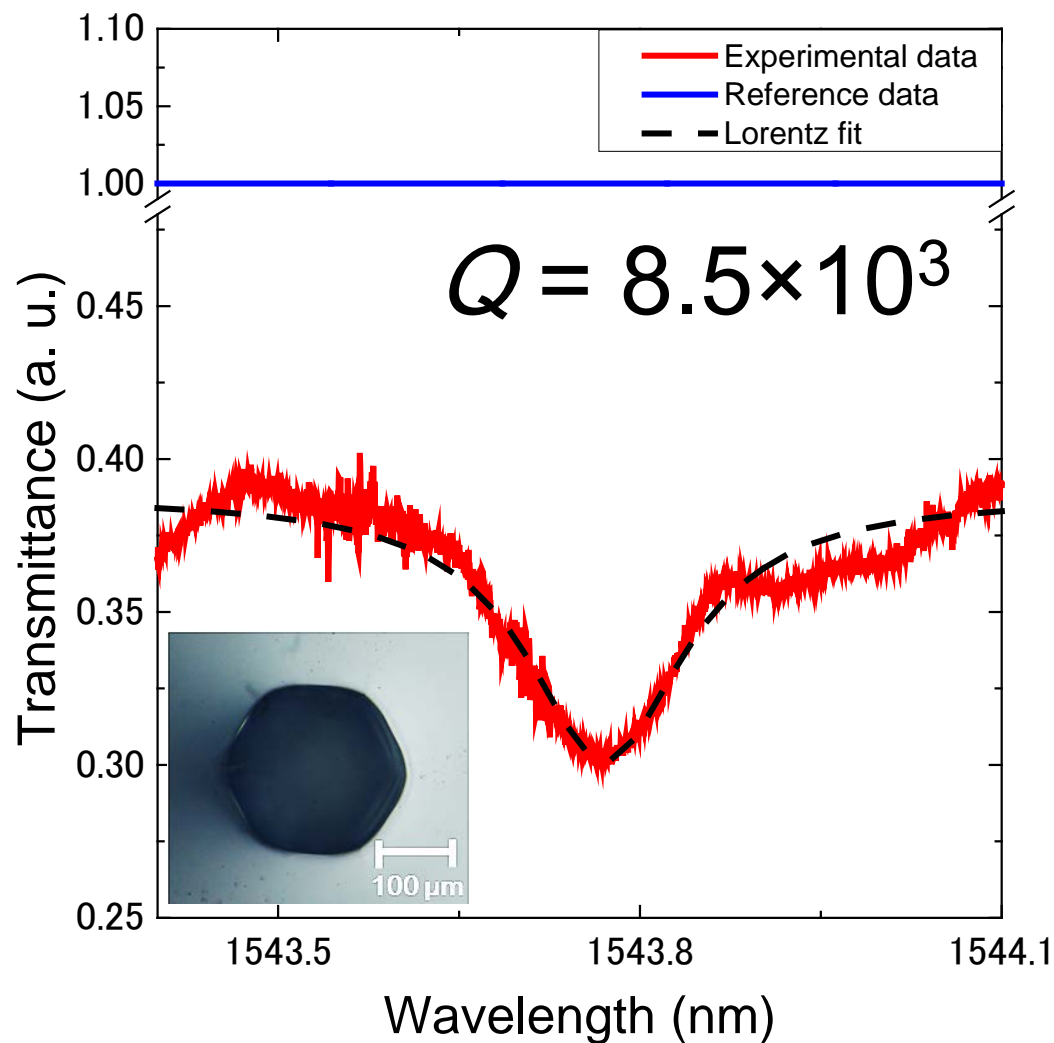 1.10
Experimental data
Reference data
Lorentz fit
1.05
1.00
Q = 8.5×10³
0.45
0.40
0.35
0.30
0.25
Transmittance (a. u.)
100 μm
1543.5
1543.8
1544.1
Wavelength (nm)